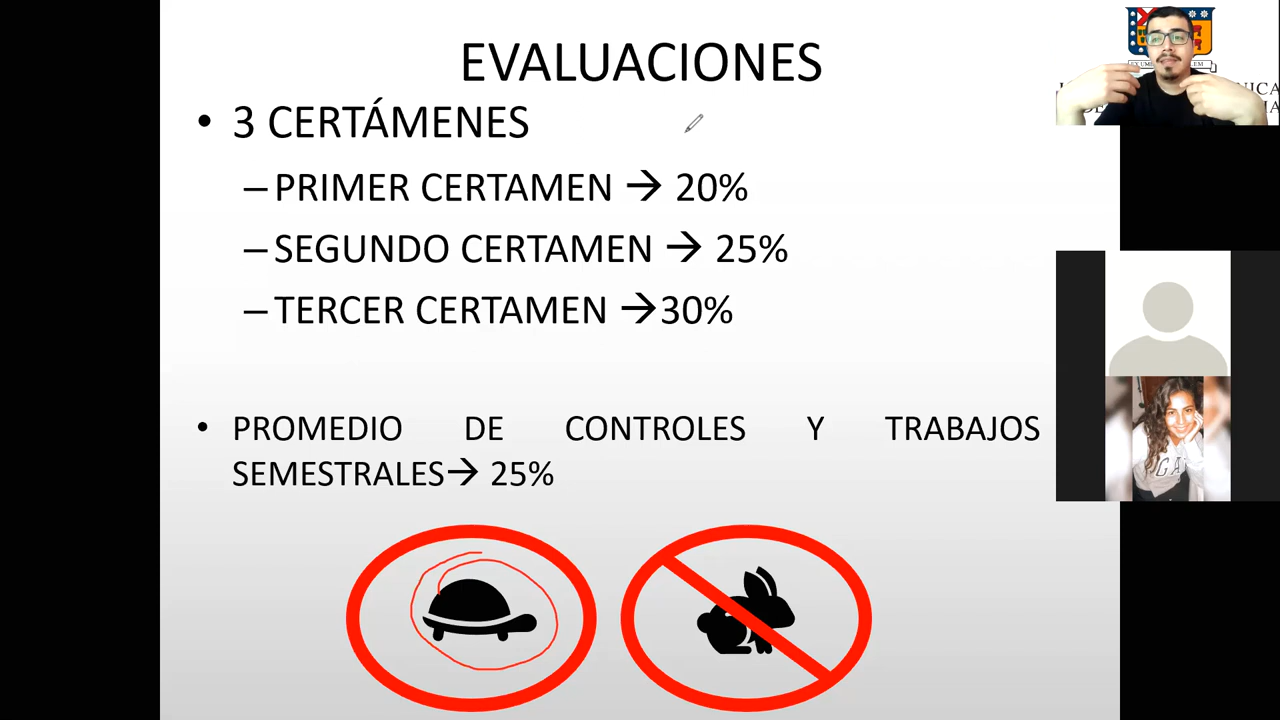 EVALUACIONES
• 3 CERTÁMENES
– PRIMER CERTAMEN → 20%
– SEGUNDO CERTAMEN → 25%
– TERCER CERTAMEN →30%
• PROMEDIO DE CONTROLES Y TRABAJOS
SEMESTRALES→ 25%